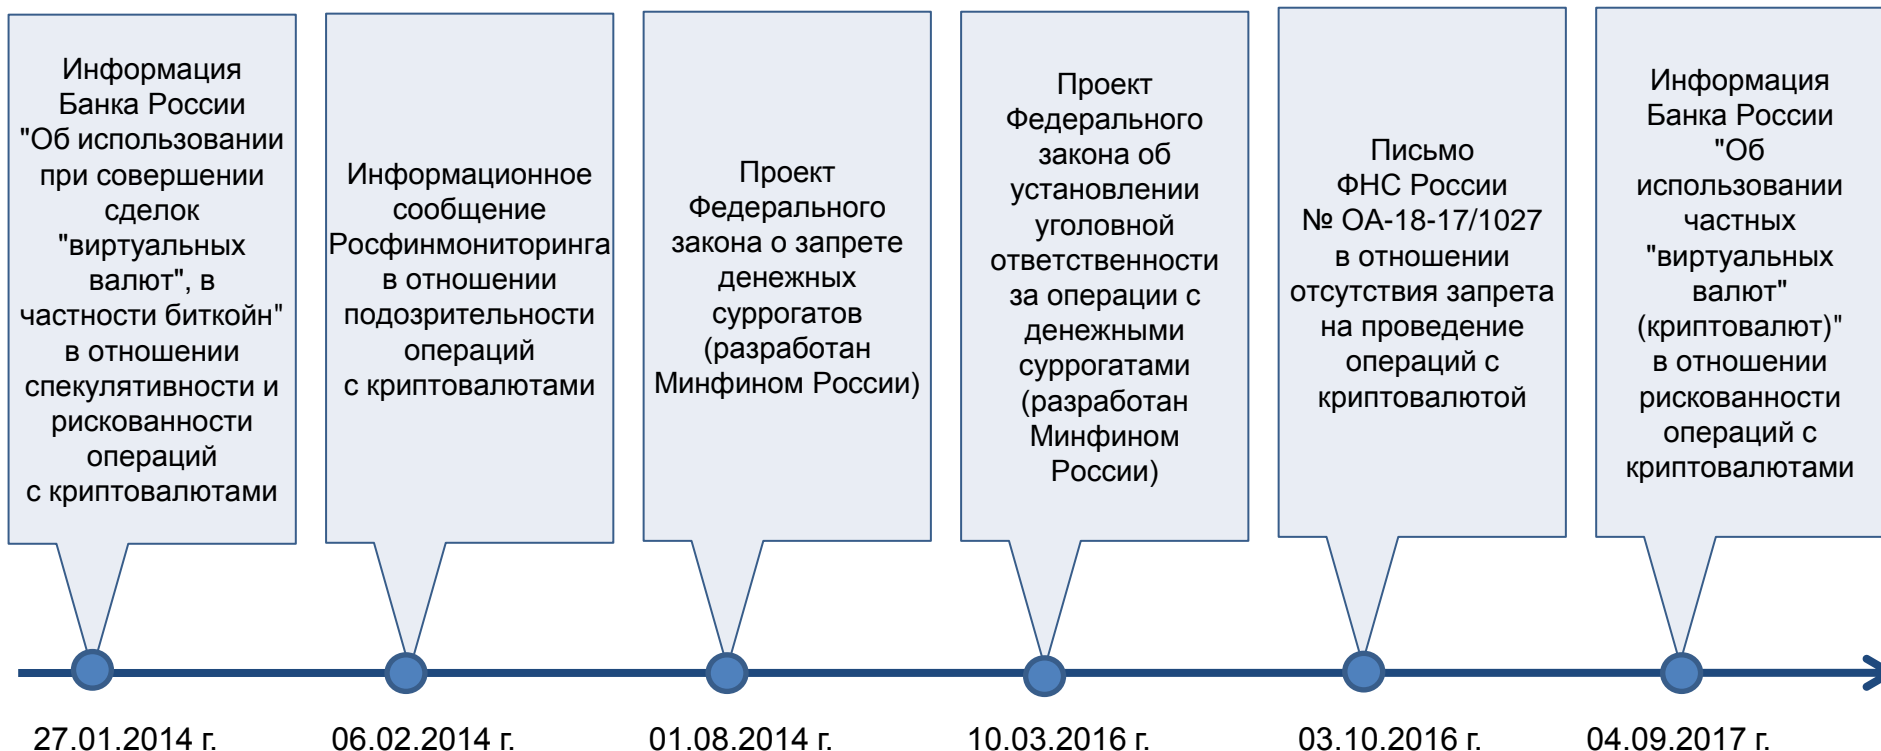 Информация
Банка России
"Об использовании
при совершении
сделок
"виртуальных
валют", в
частности биткойн"
в отношении
спекулятивности и
рискованности
операций
с криптовалютами
Информационное
сообщение
Росфинмониторинга
в отношении
подозрительности
операций
с криптовалютами
Проект
Федерального
закона о запрете
денежных
суррогатов
(разработан
Минфином России)
Проект
Федерального
закона об
установлении
уголовной
ответственности
за операции с
денежными
суррогатами
(разработан
Минфином
России)
Письмо
ФНС России
№ ОА-18-17/1027
в отношении
отсутствия запрета
на проведение
операций с
криптовалютой
Информация
Банка России
"Об
использовании
частных
"виртуальных
валют"
(криптовалют)"
в отношении
рискованности
операций с
криптовалютами
27.01.2014 г.
06.02.2014 г.
01.08.2014 г.
10.03.2016 г.
03.10.2016 г.
04.09.2017 г.